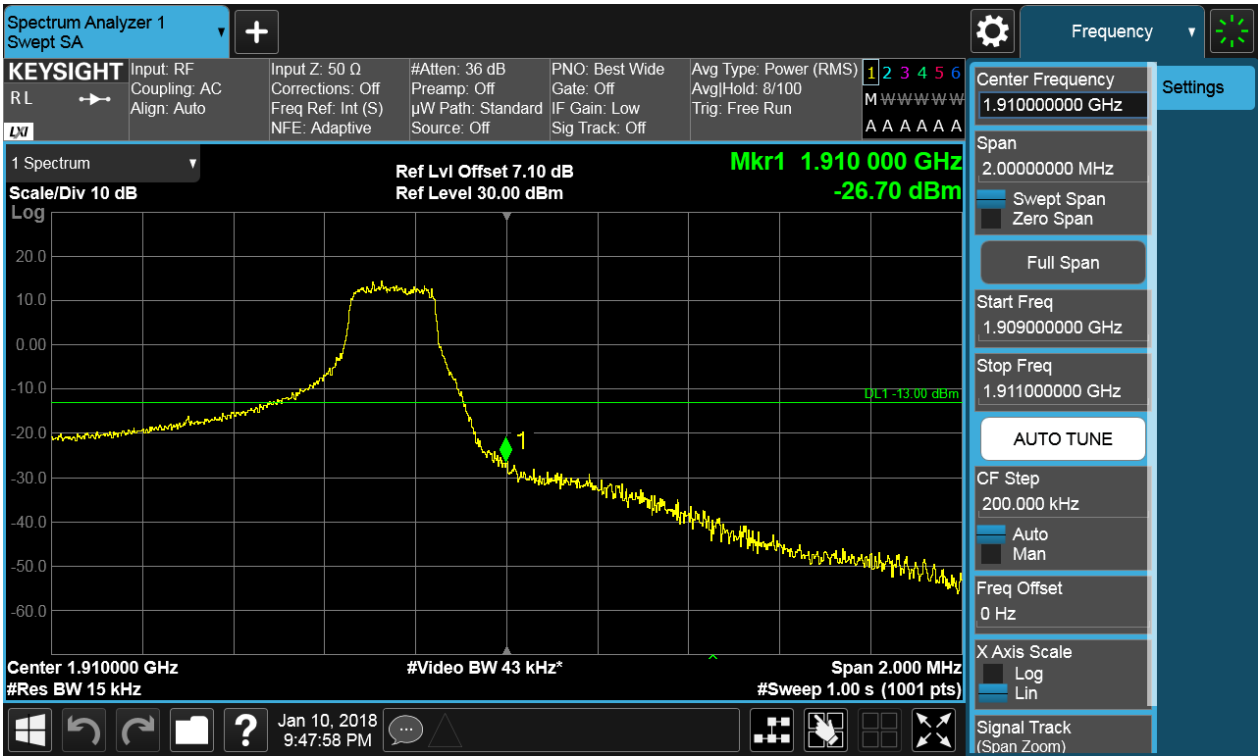 Spectrum Analyzer 1
Swept SA
+
Frequency
KEYSIGHT
R L
LXI
Input: RF
Coupling: AC
Align: Auto
Input Z: 50 Ω
Corrections: Off
Freq Ref: Int (S)
NFE: Adaptive
#Atten: 36 dB
Preamp: Off
µW Path: Standard
Source: Off
PNO: Best Wide
Gate: Off
IF Gain: Low
Sig Track: Off
Avg Type: Power (RMS)
Avg|Hold: 8/100
Trig: Free Run
1 2 3 4 5 6
M W W W W W
A A A A A A
1 Spectrum
Scale/Div 10 dB
Log
Ref Lvl Offset 7.10 dB
Ref Level 30.00 dBm
Mkr1 1.910 000 GHz
-26.70 dBm
20.0
10.0
0.00
-10.0
-20.0
-30.0
-40.0
-50.0
-60.0
DL1 -13.00 dBm
1
Center 1.910000 GHz
#Res BW 15 kHz
#Video BW 43 kHz*
Span 2.000 MHz
#Sweep 1.00 s (1001 pts)
Center Frequency
1.910000000 GHz
Span
2.00000000 MHz
Swept Span
Zero Span
Full Span
Start Freq
1.909000000 GHz
Stop Freq
1.911000000 GHz
AUTO TUNE
CF Step
200.000 kHz
Auto
Man
Freq Offset
0 Hz
X Axis Scale
Log
Lin
Signal Track
(Span Zoom)
Settings
?
Jan 10, 2018
9:47:58 PM